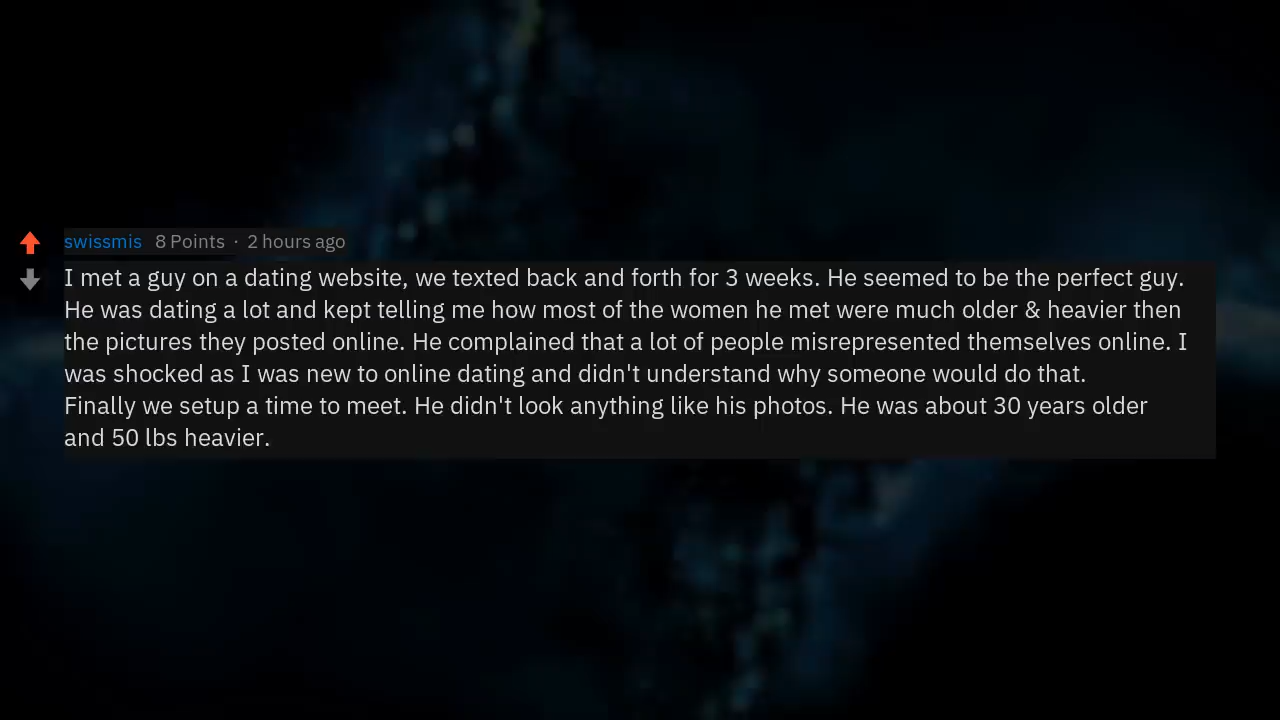 swissmis 8 Points · 2 hours ago
I met a guy on a dating website, we texted back and forth for 3 weeks. He seemed to be the perfect guy.
He was dating a lot and kept telling me how most of the women he met were much older & heavier then
the pictures they posted online. He complained that a lot of people misrepresented themselves online. I
was shocked as I was new to online dating and didn't understand why someone would do that.
Finally we setup a time to meet. He didn't look anything like his photos. He was about 30 years older
and 50 lbs heavier.